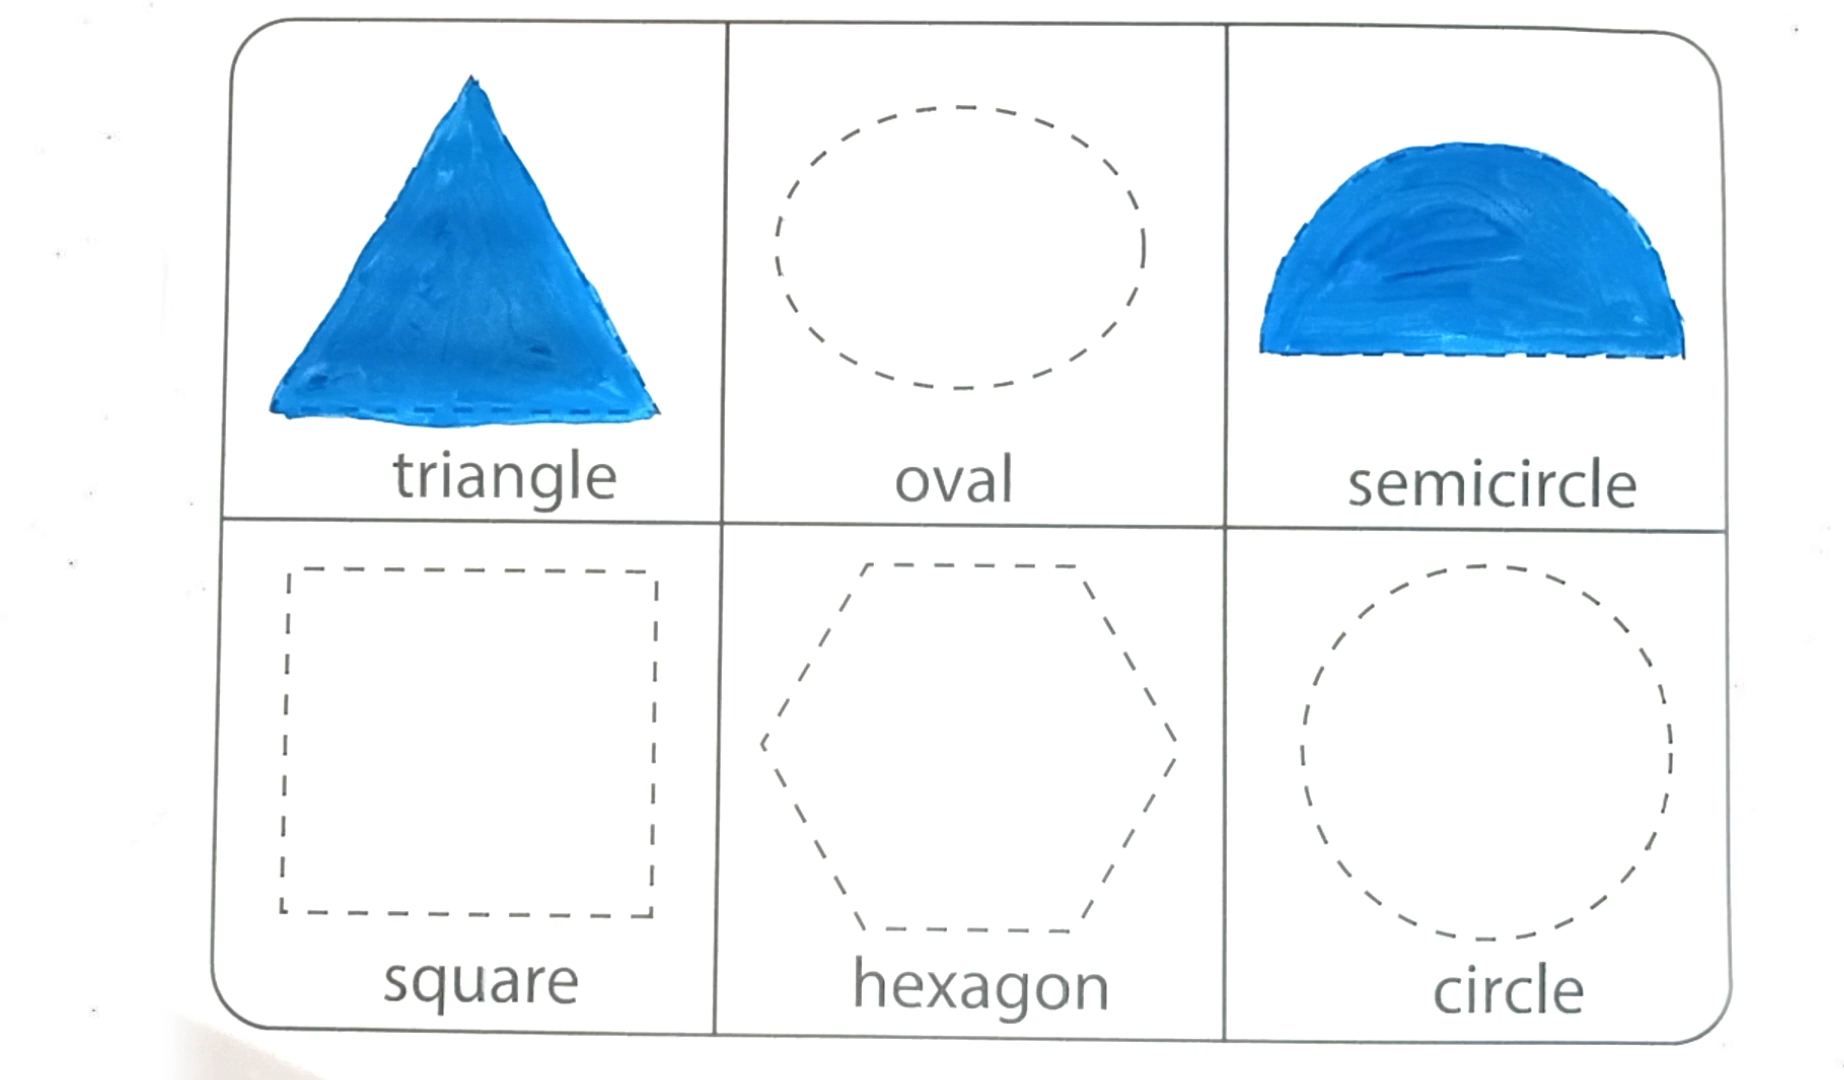 triangle
oval
semicircle
square
hexagon
circle